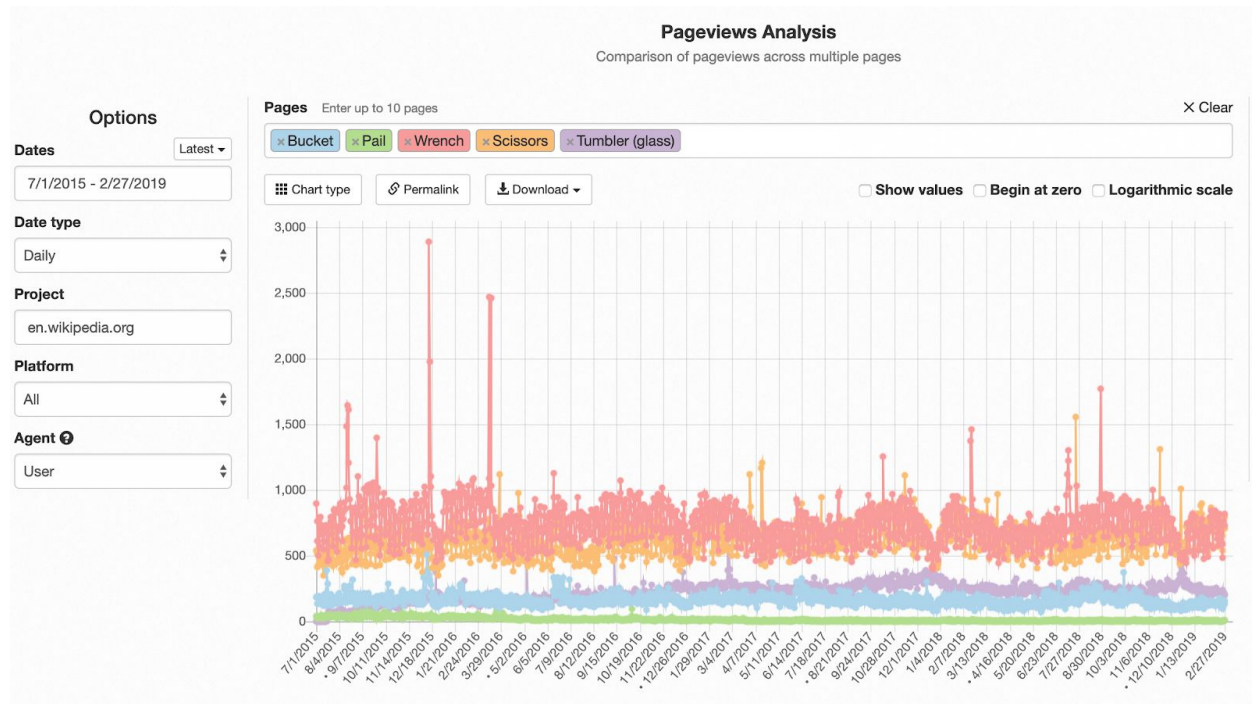 Pageviews Analysis
Comparison of pageviews across multiple pages
Options
Dates
Latest
7/1/2015 - 2/27/2019
Date type
Daily
Project
en.wikipedia.org
Platform
All
Agent ?
User
Pages Enter up to 10 pages
× Clear
× Bucket × Pail × Wrench × Scissors × Tumbler (glass)
Chart type Permalink Download
Show values Begin at zero Logarithmic scale
3,000
2,500
2,000
1,500
1,000
500
0
7/1/2015
8/4/2015
• 9/7/2015
10/11/2015
11/14/2015
12/18/2015
1/21/2016
2/24/2016
3/29/2016
• 5/2/2016
6/5/2016
7/9/2016
8/12/2016
9/15/2016
10/19/2016
11/22/2016
• 12/26/2016
1/29/2017
3/4/2017
4/7/2017
5/11/2017
6/14/2017
7/18/2017
• 8/21/2017
9/24/2017
10/28/2017
12/1/2017
1/4/2018
2/7/2018
3/13/2018
• 4/16/2018
5/20/2018
6/23/2018
7/27/2018
8/30/2018
10/3/2018
11/6/2018
• 12/10/2018
1/13/2019
2/27/2019